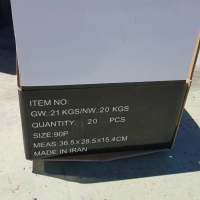 ITEM NO:
GW.:21 KGS/NW.:20 KGS
QUANTITY: 20 PCS
SIZE:90P
MEAS:36.5X28.5X15.4CM
MADE IN IRAN